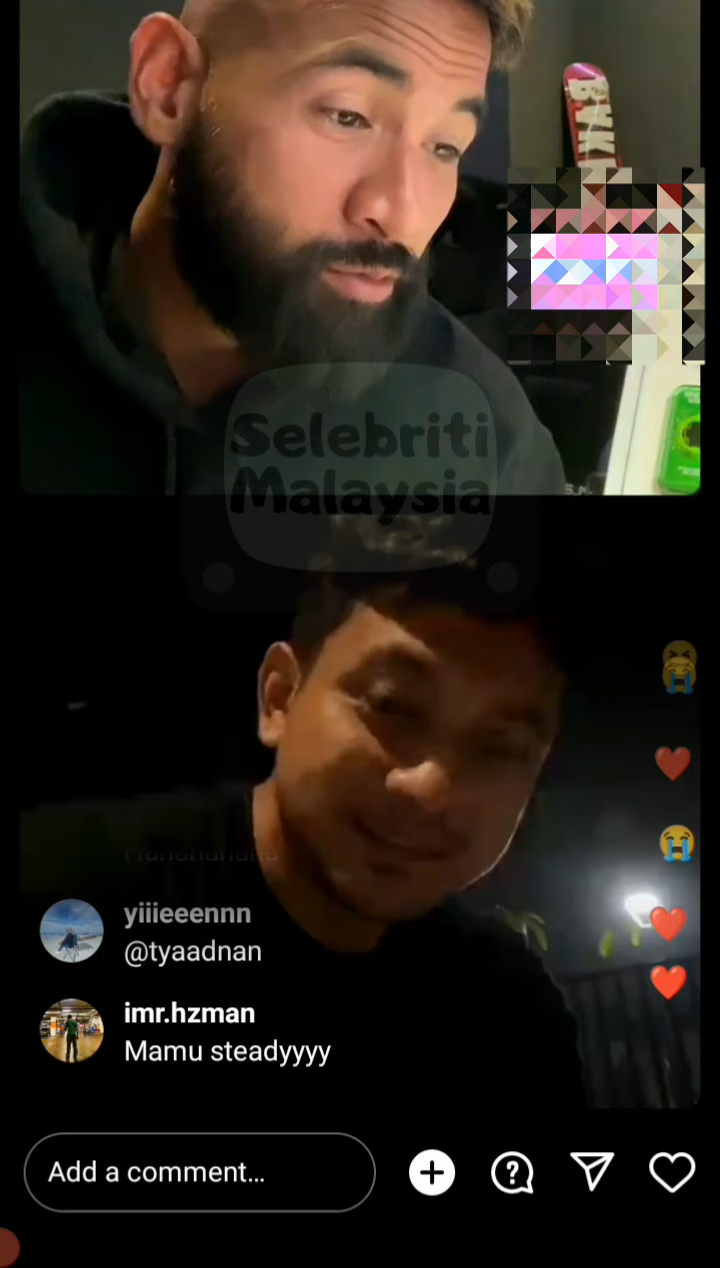 Selebriti
Malaysia
yiiieeennn
@tyaadnan
imr.hzman
Mamu steadyyyy
Add a comment...